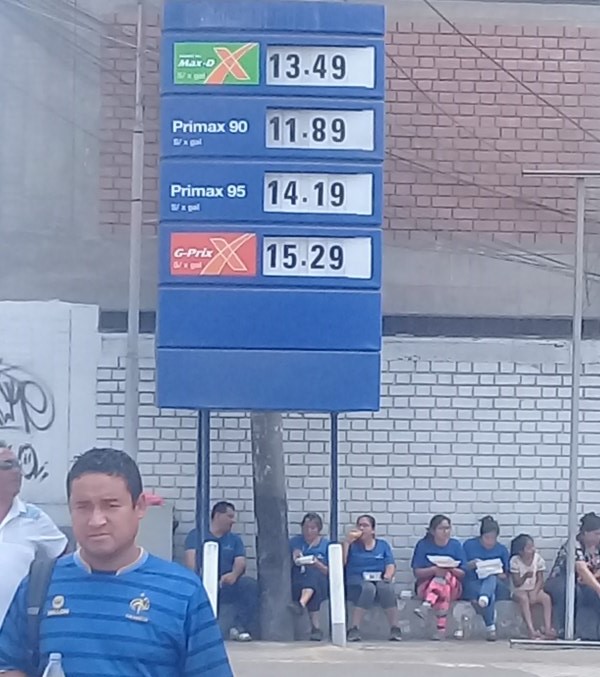 Max-D
S/ x gal
13.49
Primax 90
S/ x gal
11.89
Primax 95
S/ x gal
14.19
G-Prix
S/ x gal
15.29